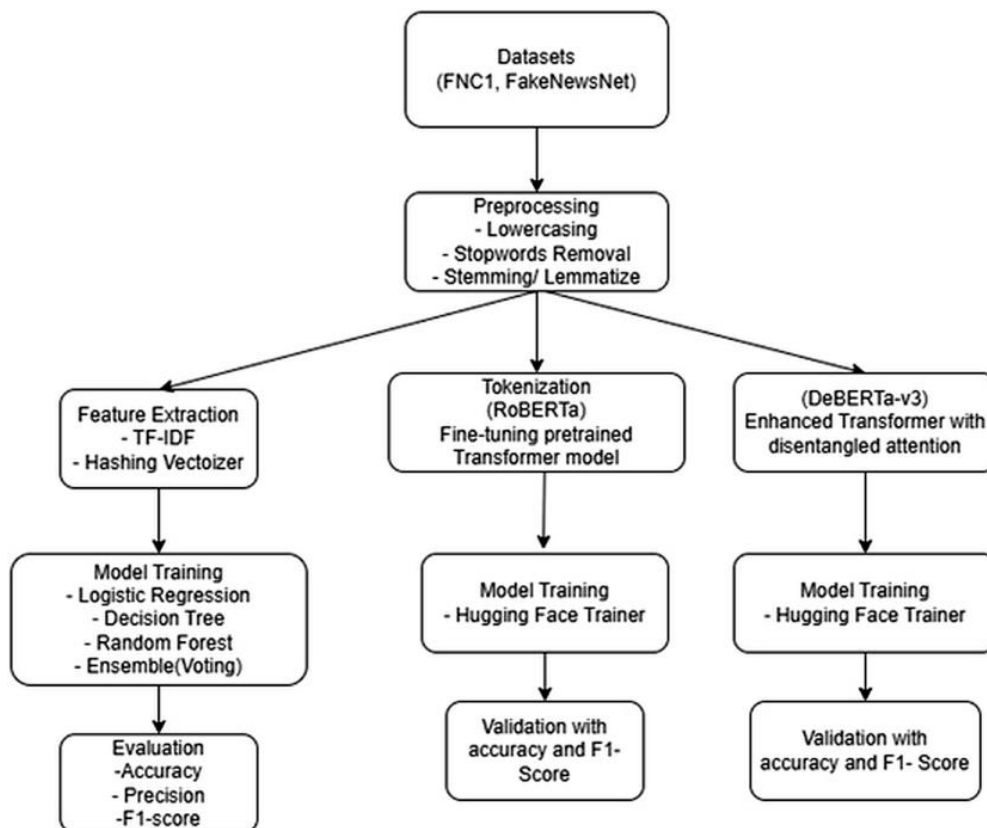 Datasets
(FNC1, FakeNewsNet)
Preprocessing
- Lowercasing
- Stopwords Removal
- Stemming/ Lemmatize
Feature Extraction
- TF-IDF
- Hashing Vectoizer
Tokenization
(RoBERTa)
Fine-tuning pretrained
Transformer model
(DeBERTa-v3)
Enhanced Transformer with
disentangled attention
Model Training
- Logistic Regression
- Decision Tree
- Random Forest
- Ensemble(Voting)
Model Training
- Hugging Face Trainer
Model Training
- Hugging Face Trainer
Evaluation
-Accuracy
- Precision
-F1-score
Validation with
accuracy and F1-
Score
Validation with
accuracy and F1- Score